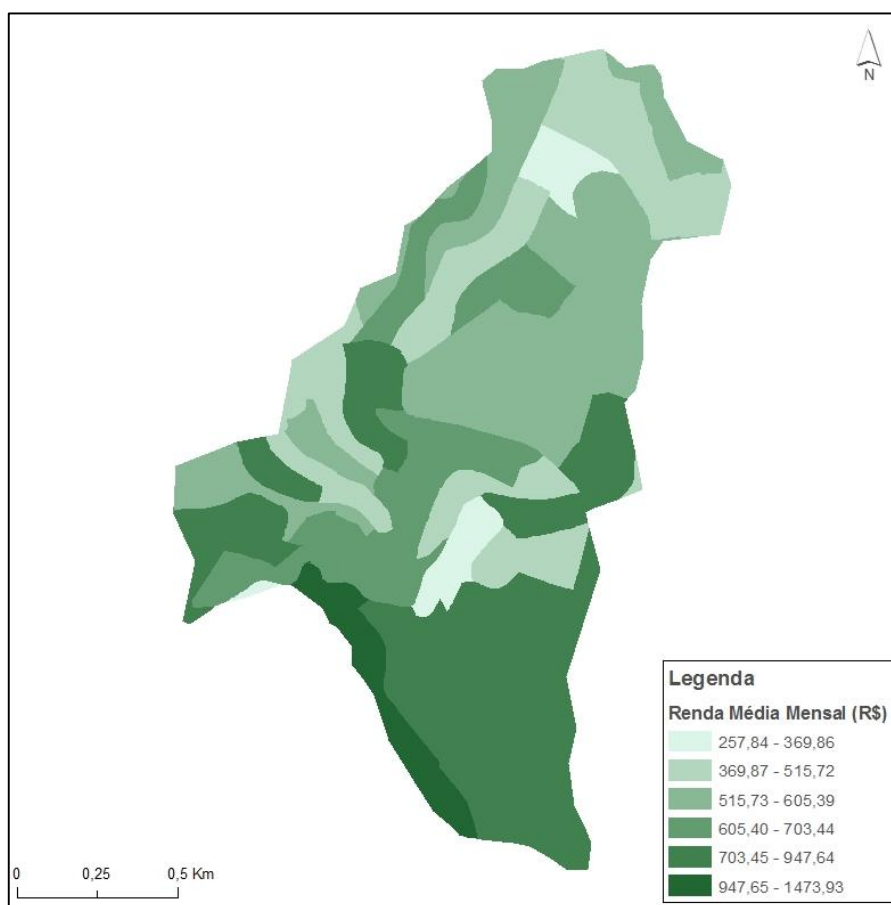 N
Legenda
Renda Média Mensal (R$)
257,84 - 369,86
369,87 - 515,72
515,73 - 605,39
605,40 - 703,44
703,45 - 947,64
947,65 - 1473,93
0 0,25 0,5 Km